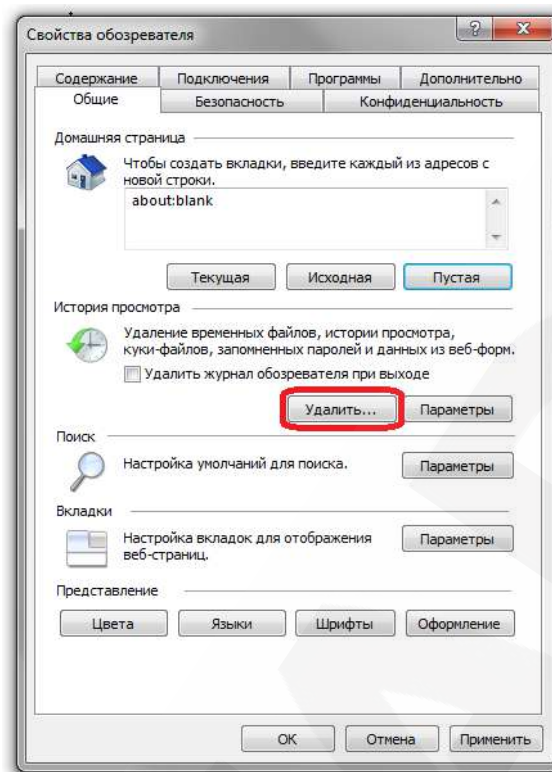 Свойства обозревателя
Содержание Подключения Программы Дополнительно
Общие Безопасность Конфиденциальность
Домашняя страница
Чтобы создать вкладки, введите каждый из адресов с
новой строки.
about:blank
Текущая Исходная Пустая
История просмотра
Удаление временных файлов, истории просмотра,
куки-файлов, запомненных паролей и данных из веб-форм.
Удалить журнал обозревателя при выходе
Удалить... Параметры
Поиск
Настройка умолчаний для поиска. Параметры
Вкладки
Настройка вкладок для отображения Параметры
веб-страниц.
Представление
Цвета Языки Шрифты Оформление
ОК Отмена Применить